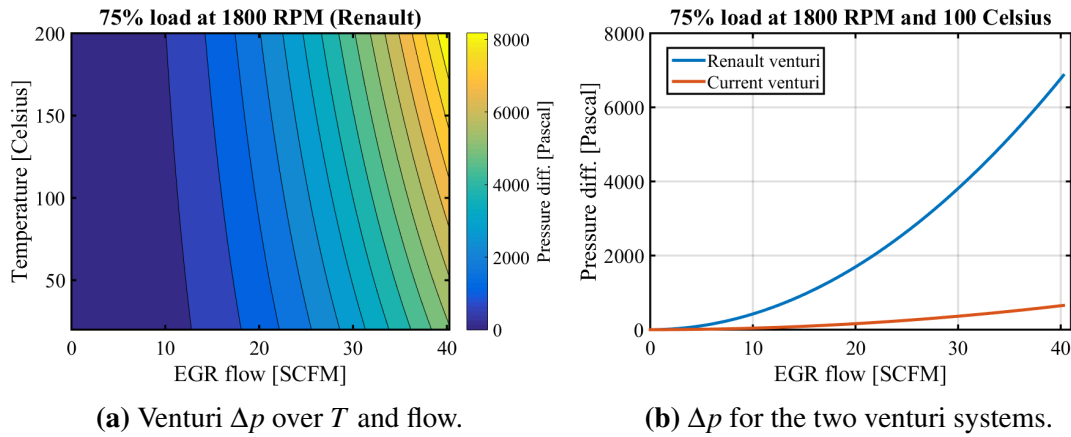 75% load at 1800 RPM (Renault)
Temperature [Celsius]
200
150
100
50
0
10
20
30
40
EGR flow [SCFM]
8000
6000
4000
2000
0
Pressure diff. [Pascal]
(a) Venturi Δp over T and flow.
75% load at 1800 RPM and 100 Celsius
Pressure diff. [Pascal]
8000
6000
4000
2000
0
Renault venturi
Current venturi
0
10
20
30
40
EGR flow [SCFM]
(b) Δp for the two venturi systems.